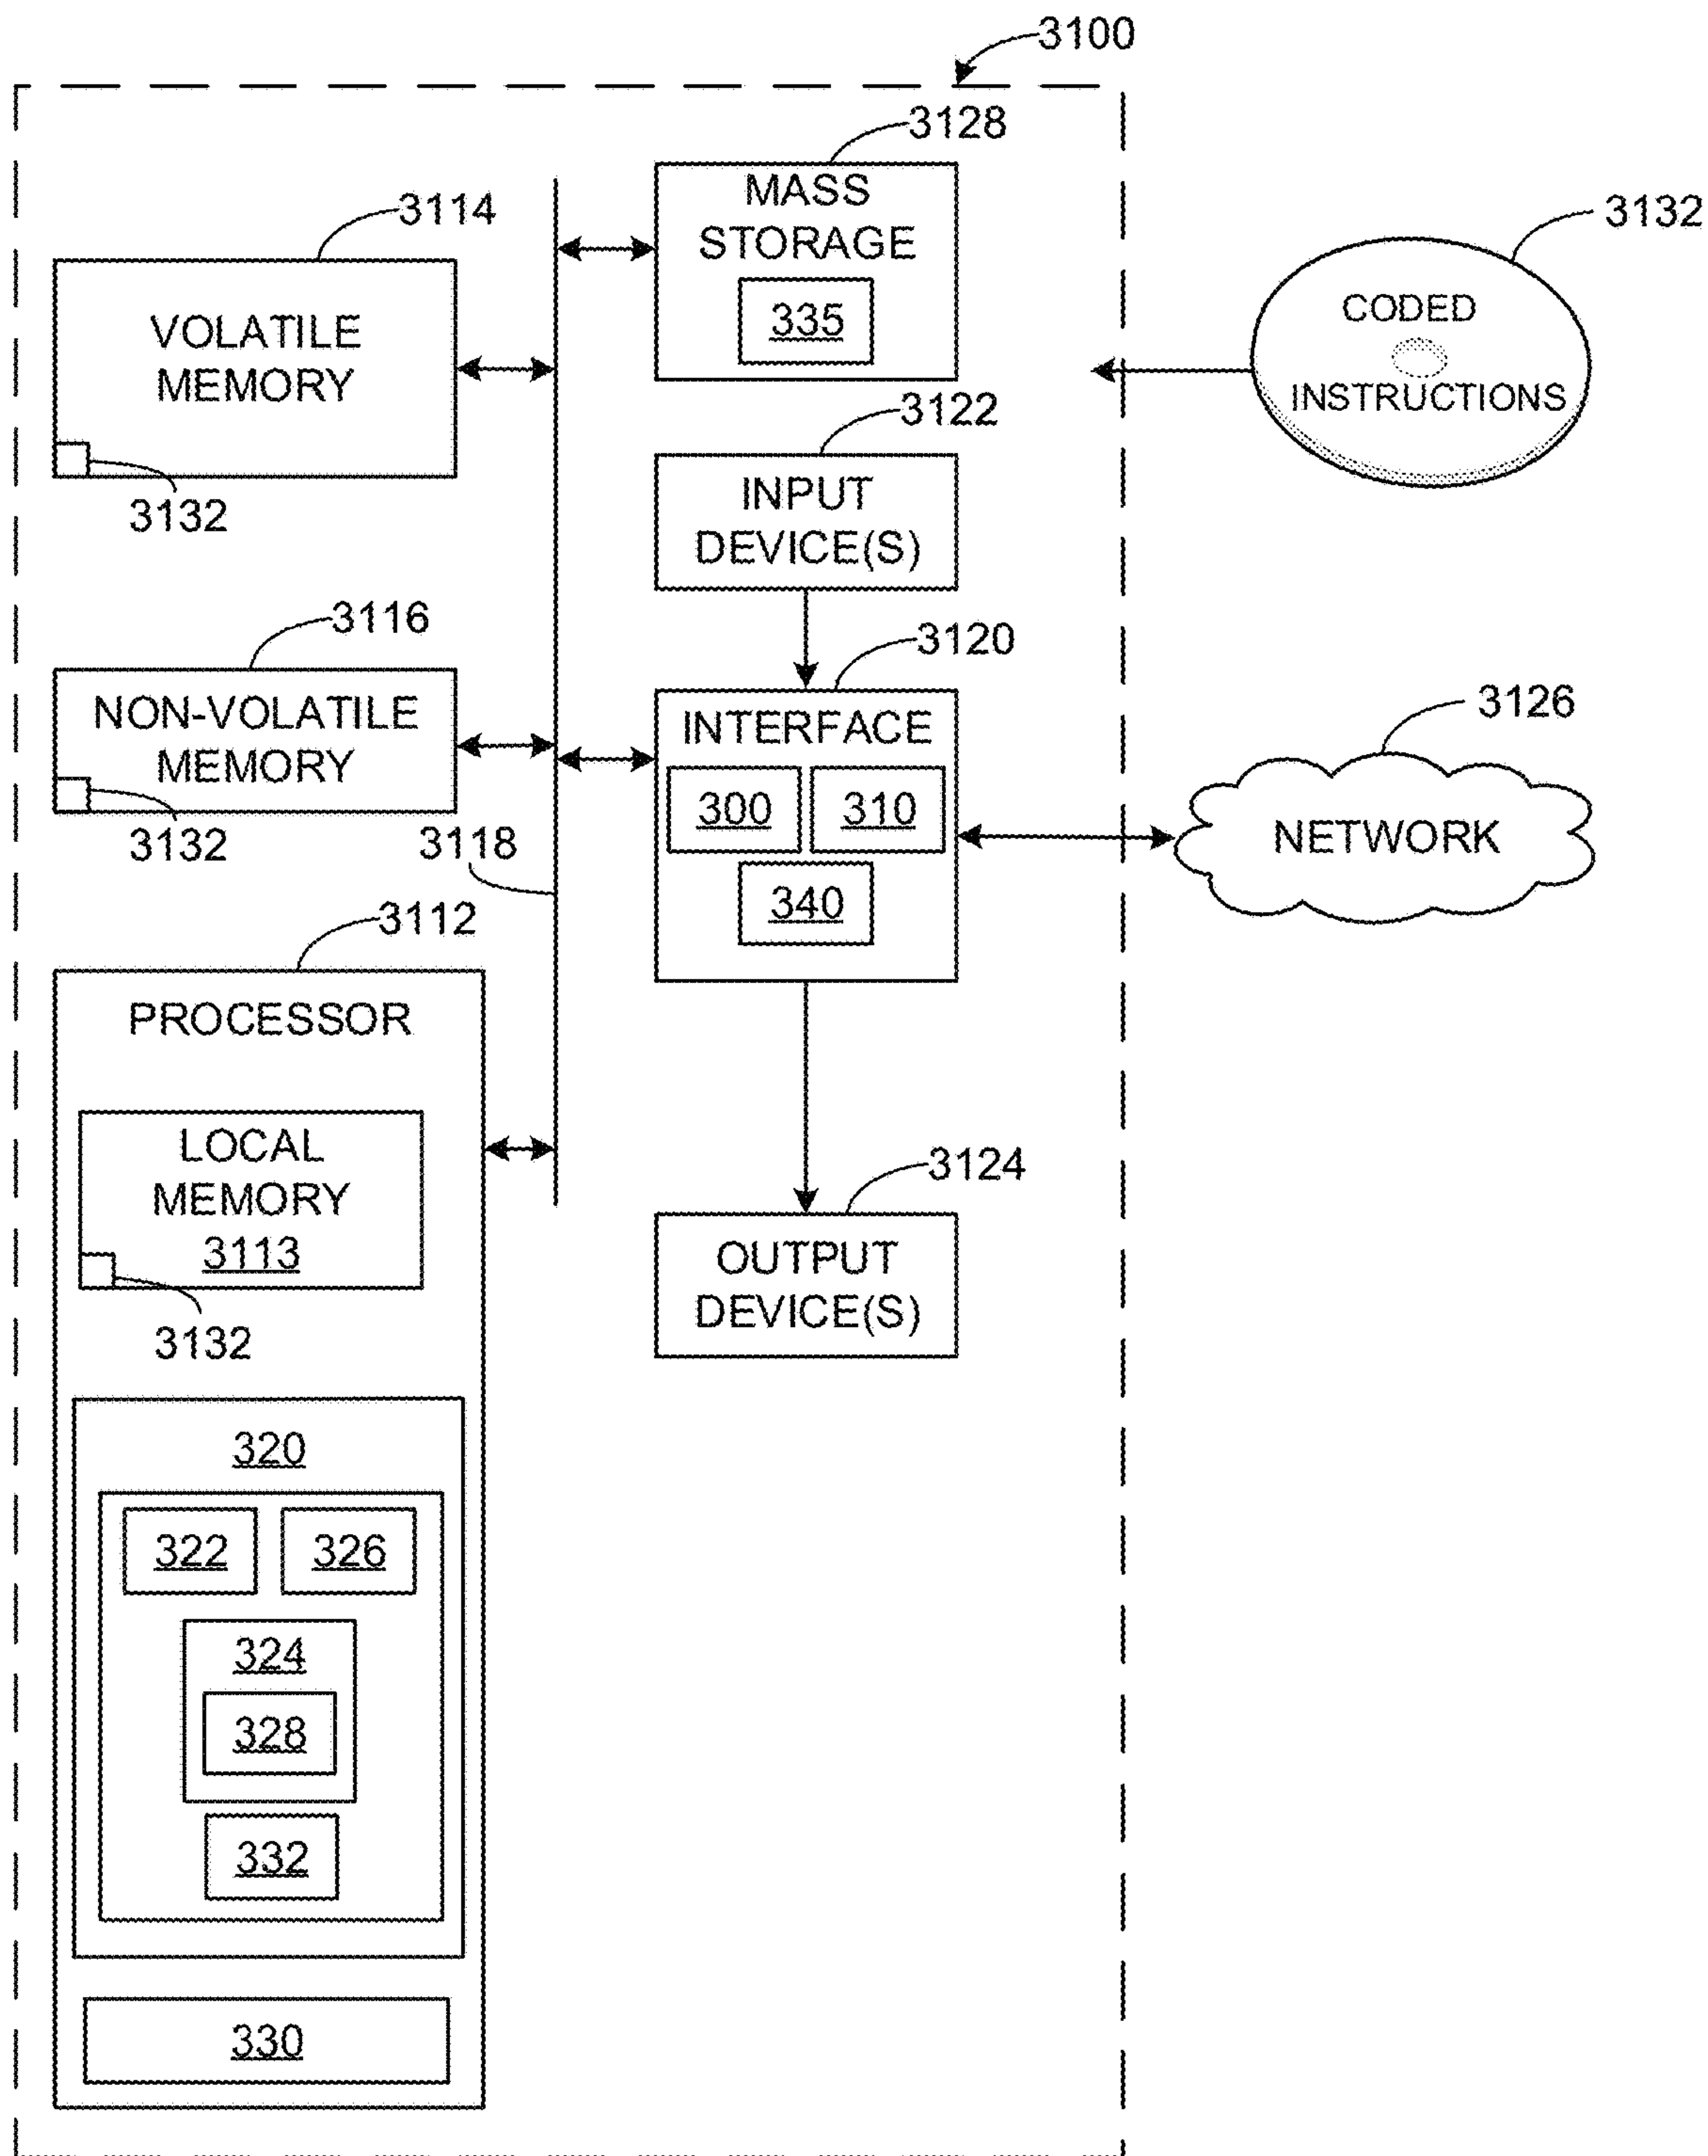 3100
3128
MASS
STORAGE
335
3114
VOLATILE
MEMORY
3132
3132
CODED
INSTRUCTIONS
3122
INPUT
DEVICE(S)
3116
NON-VOLATILE
MEMORY
3132
3118
3120
INTERFACE
300
310
340
3126
NETWORK
3112
PROCESSOR
LOCAL
MEMORY
3113
3132
3124
OUTPUT
DEVICE(S)
320
322
326
324
328
332
330